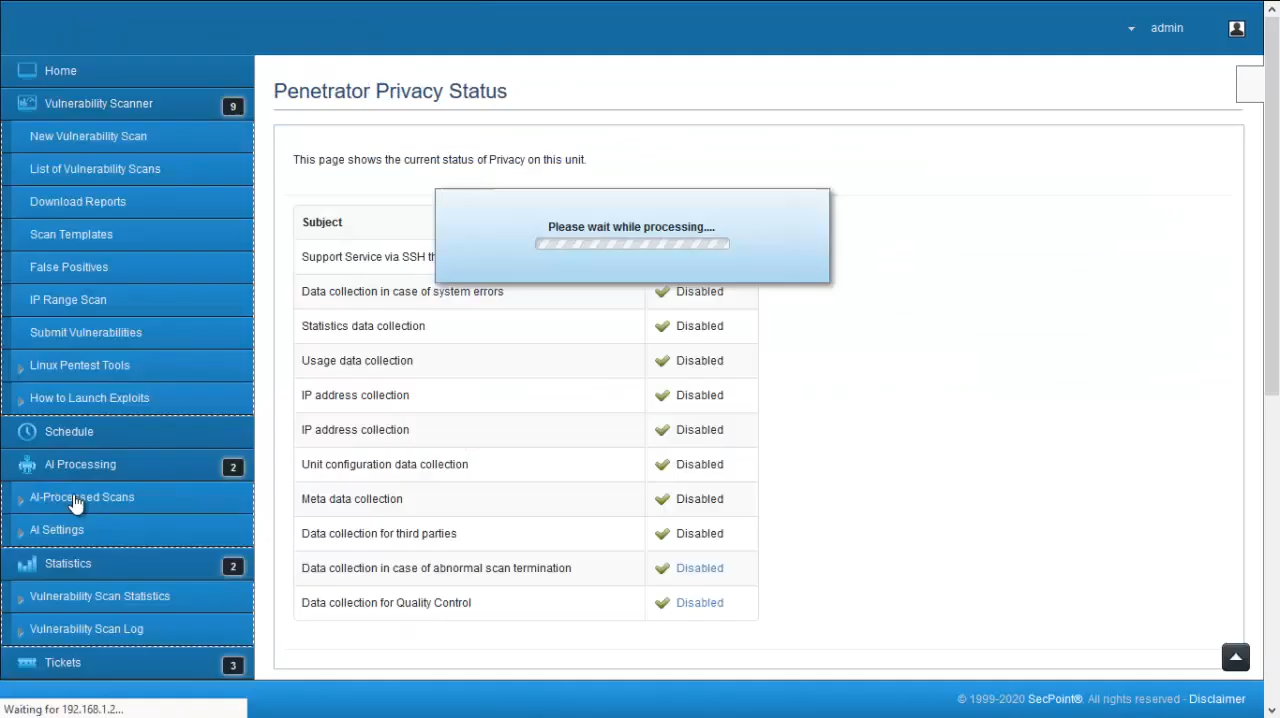 admin
Home
Vulnerability Scanner 9
New Vulnerability Scan
List of Vulnerability Scans
Download Reports
Scan Templates
False Positives
IP Range Scan
Submit Vulnerabilities
Linux Pentest Tools
How to Launch Exploits
Schedule
AI Processing 2
AI-Processed Scans
AI Settings
Statistics 2
Vulnerability Scan Statistics
Vulnerability Scan Log
Tickets 3
Penetrator Privacy Status
This page shows the current status of Privacy on this unit.
Please wait while processing....
Subject
Support Service via SSH
Data collection in case of system errors Disabled
Statistics data collection Disabled
Usage data collection Disabled
IP address collection Disabled
IP address collection Disabled
Unit configuration data collection Disabled
Meta data collection Disabled
Data collection for third parties Disabled
Data collection in case of abnormal scan termination Disabled
Data collection for Quality Control Disabled
© 1999-2020 SecPoint®. All rights reserved - Disclaimer
Waiting for 192.168.1.2...